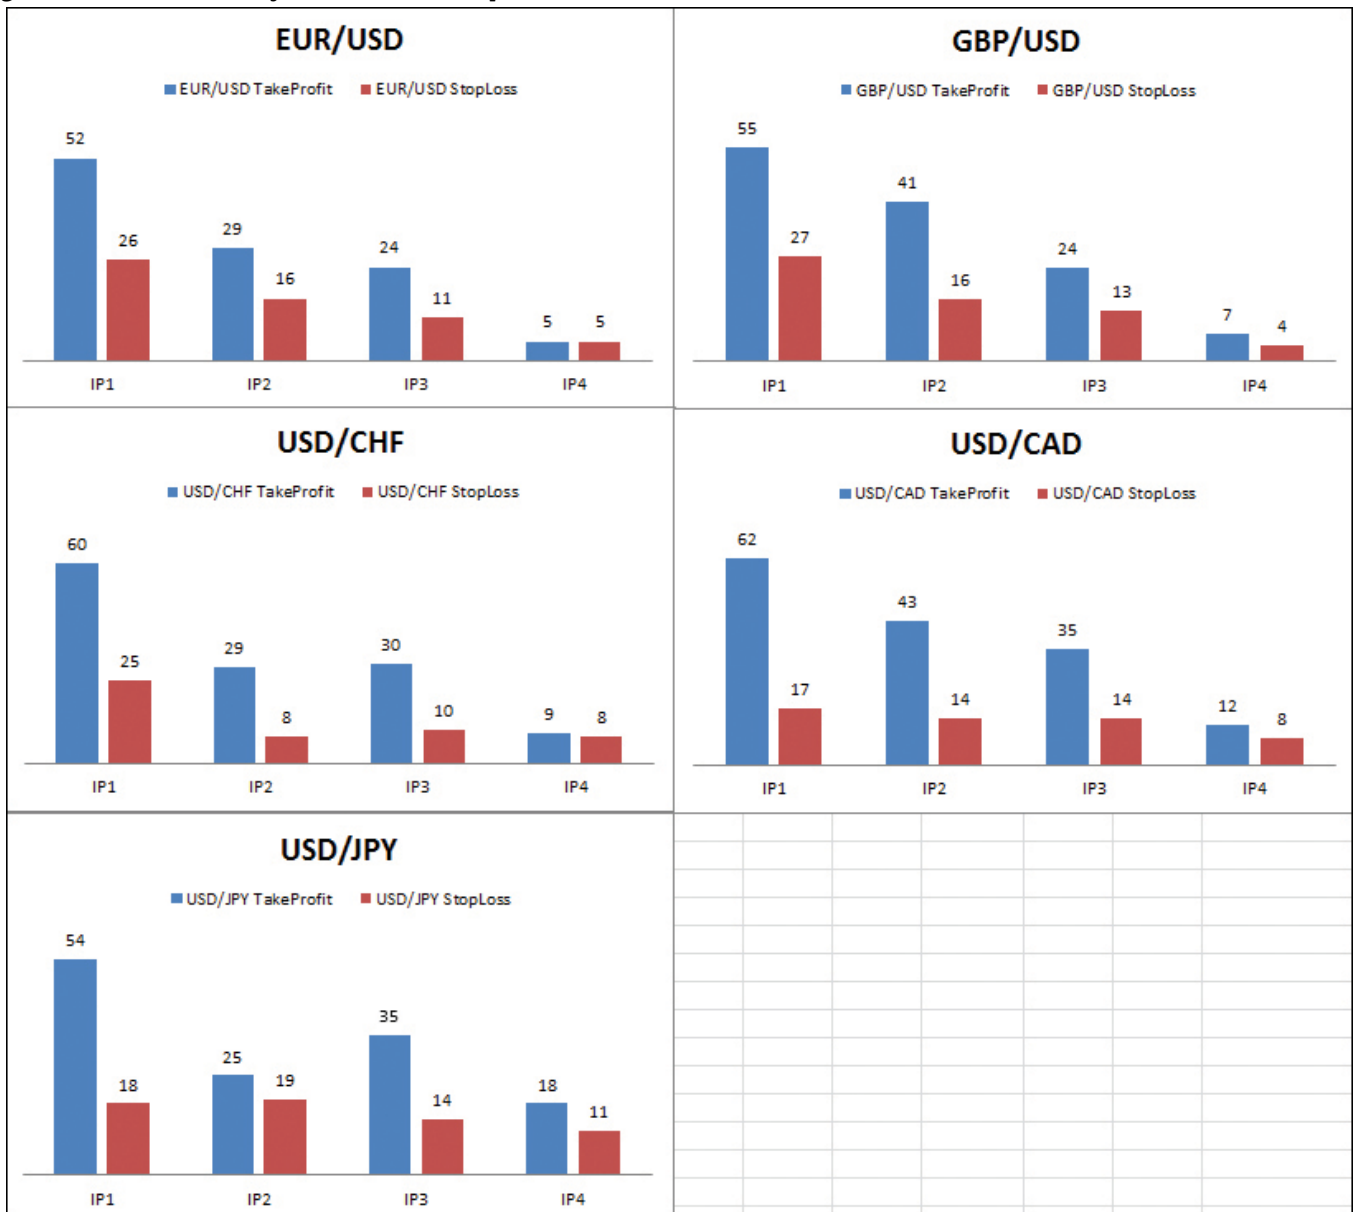 EUR/USD
EUR/USD TakeProfit EUR/USD StopLoss
52
26
29
16
24
11
5 5
IP1 IP2 IP3 IP4
GBP/USD
GBP/USD TakeProfit GBP/USD StopLoss
55
27
41
16
24
13
7
4
IP1 IP2 IP3 IP4
USD/CHF
USD/CHF TakeProfit USD/CHF StopLoss
60
25
29
8
30
10
9 8
IP1 IP2 IP3 IP4
USD/CAD
USD/CAD TakeProfit USD/CAD StopLoss
62
17
43
14
35
14
12
8
IP1 IP2 IP3 IP4
USD/JPY
USD/JPY TakeProfit USD/JPY StopLoss
54
18
25
19
35
14
18
11
IP1 IP2 IP3 IP4